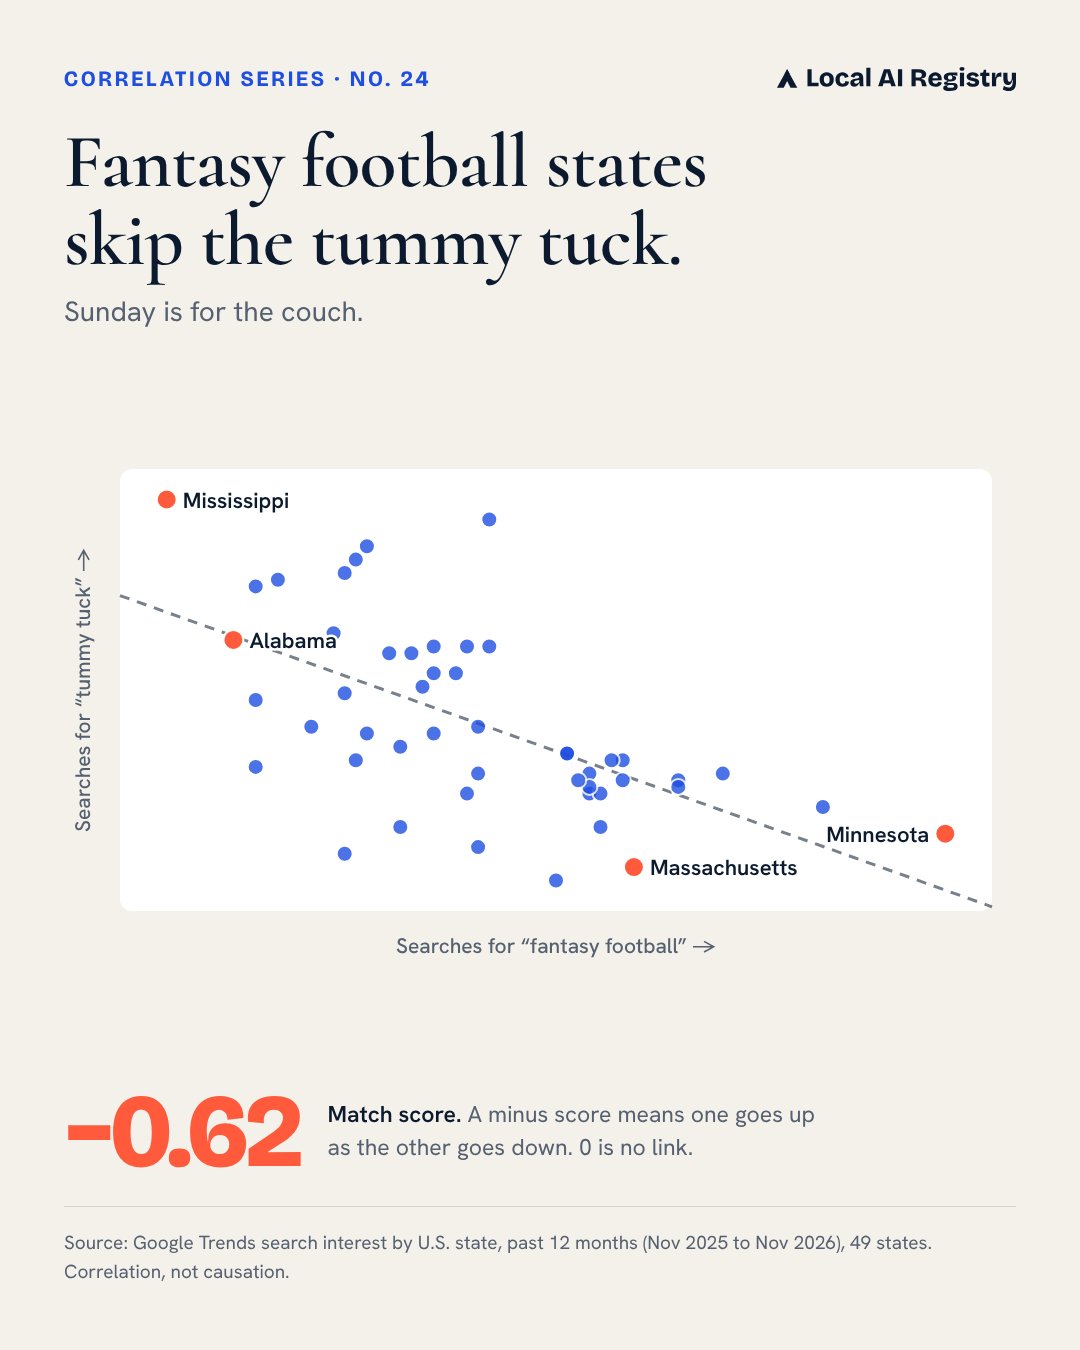 CORRELATION SERIES · NO. 24
Local AI Registry
Fantasy football states
skip the tummy tuck.
Sunday is for the couch.
Searches for “tummy tuck” →
Mississippi
Alabama
Minnesota
Massachusetts
Searches for “fantasy football” →
−0.62
Match score. A minus score means one goes up
as the other goes down. 0 is no link.
Source: Google Trends search interest by U.S. state, past 12 months (Nov 2025 to Nov 2026), 49 states.
Correlation, not causation.